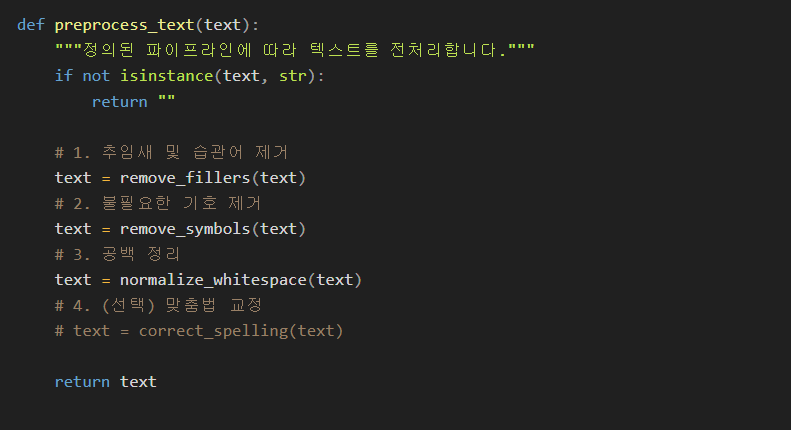 def preprocess_text(text):
    """정의된 파이프라인에 따라 텍스트를 전처리합니다."""
    if not isinstance(text, str):
        return ""

    # 1. 추임새 및 습관어 제거
    text = remove_fillers(text)
    # 2. 불필요한 기호 제거
    text = remove_symbols(text)
    # 3. 공백 정리
    text = normalize_whitespace(text)
    # 4. (선택) 맞춤법 교정
    # text = correct_spelling(text)

    return text